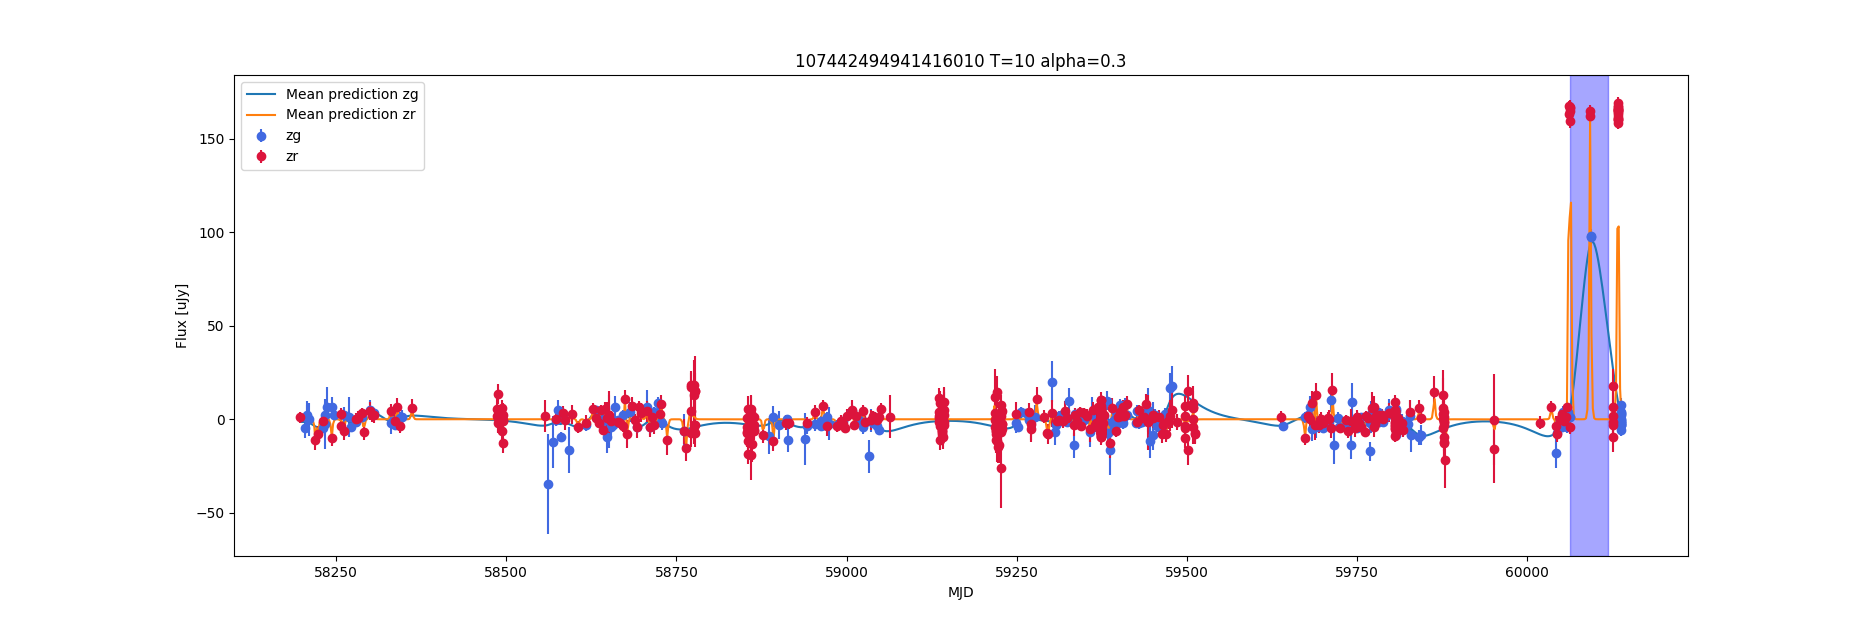 107442494941416010 T=10 alpha=0.3
Mean prediction zg
Mean prediction zr
zg
zr
Flux [uJy]
150
100
50
0
−50
58250
58500
58750
59000
59250
59500
59750
60000
MJD